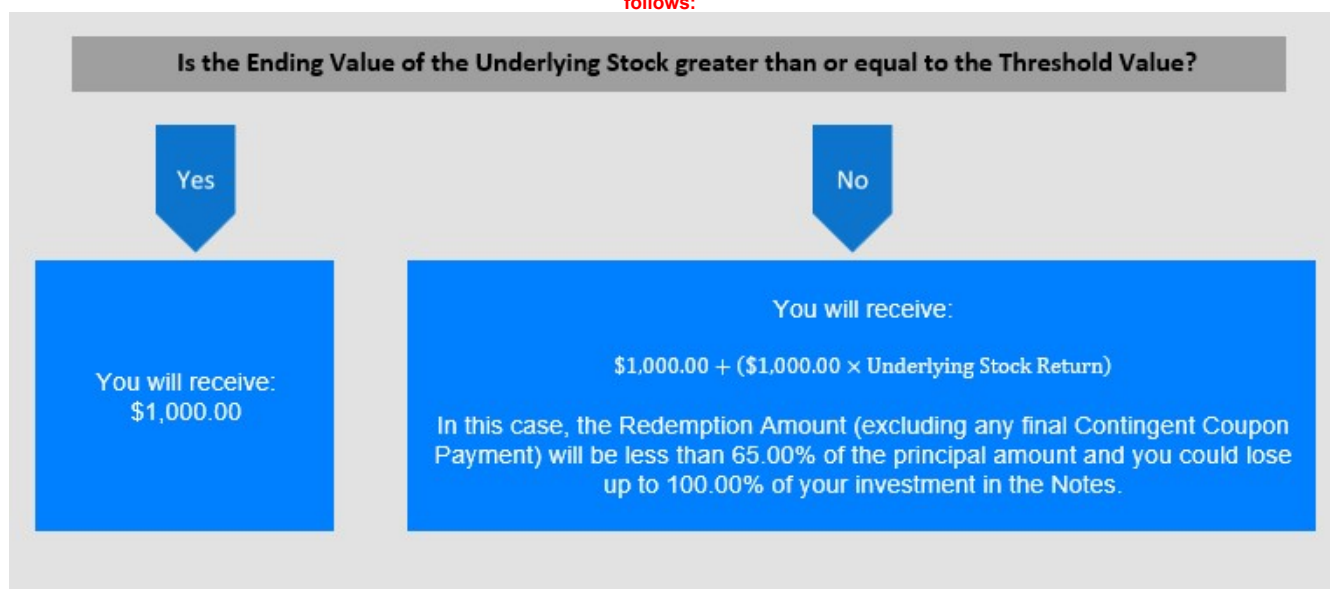 follows:
Is the Ending Value of the Underlying Stock greater than or equal to the Threshold Value?
Yes
No
You will receive:
$1,000.00
You will receive:
$1,000.00 + ($1,000.00 × Underlying Stock Return)
In this case, the Redemption Amount (excluding any final Contingent Coupon
Payment) will be less than 65.00% of the principal amount and you could lose
up to 100.00% of your investment in the Notes.